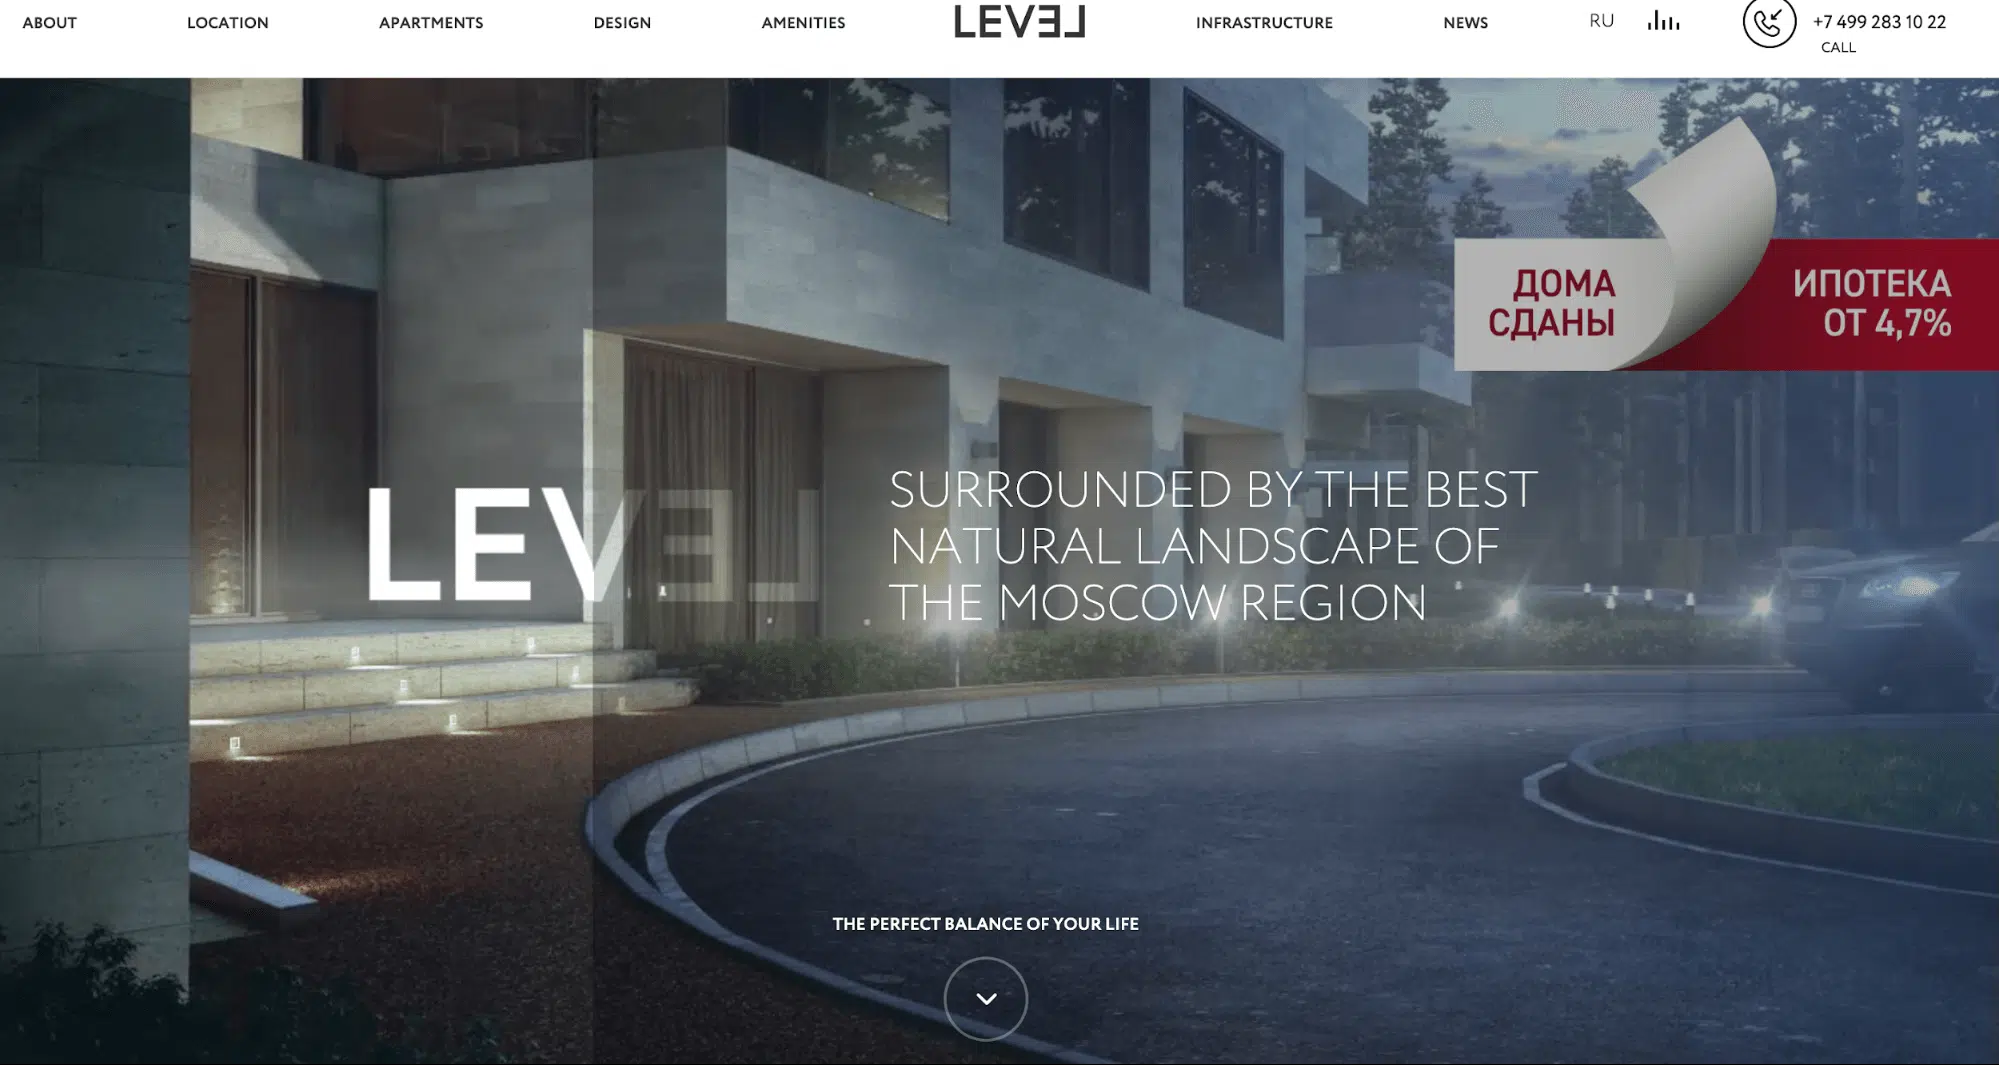 ABOUT
LOCATION
APARTMENTS
DESIGN
AMENITIES
LEVEL
INFRASTRUCTURE
NEWS
RU
+7 499 283 10 22
CALL
ДОМА
СДАНЫ
ИПОТЕКА
ОТ 4,7%
LEVEL
SURROUNDED BY THE BEST
NATURAL LANDSCAPE OF
THE MOSCOW REGION
THE PERFECT BALANCE OF YOUR LIFE